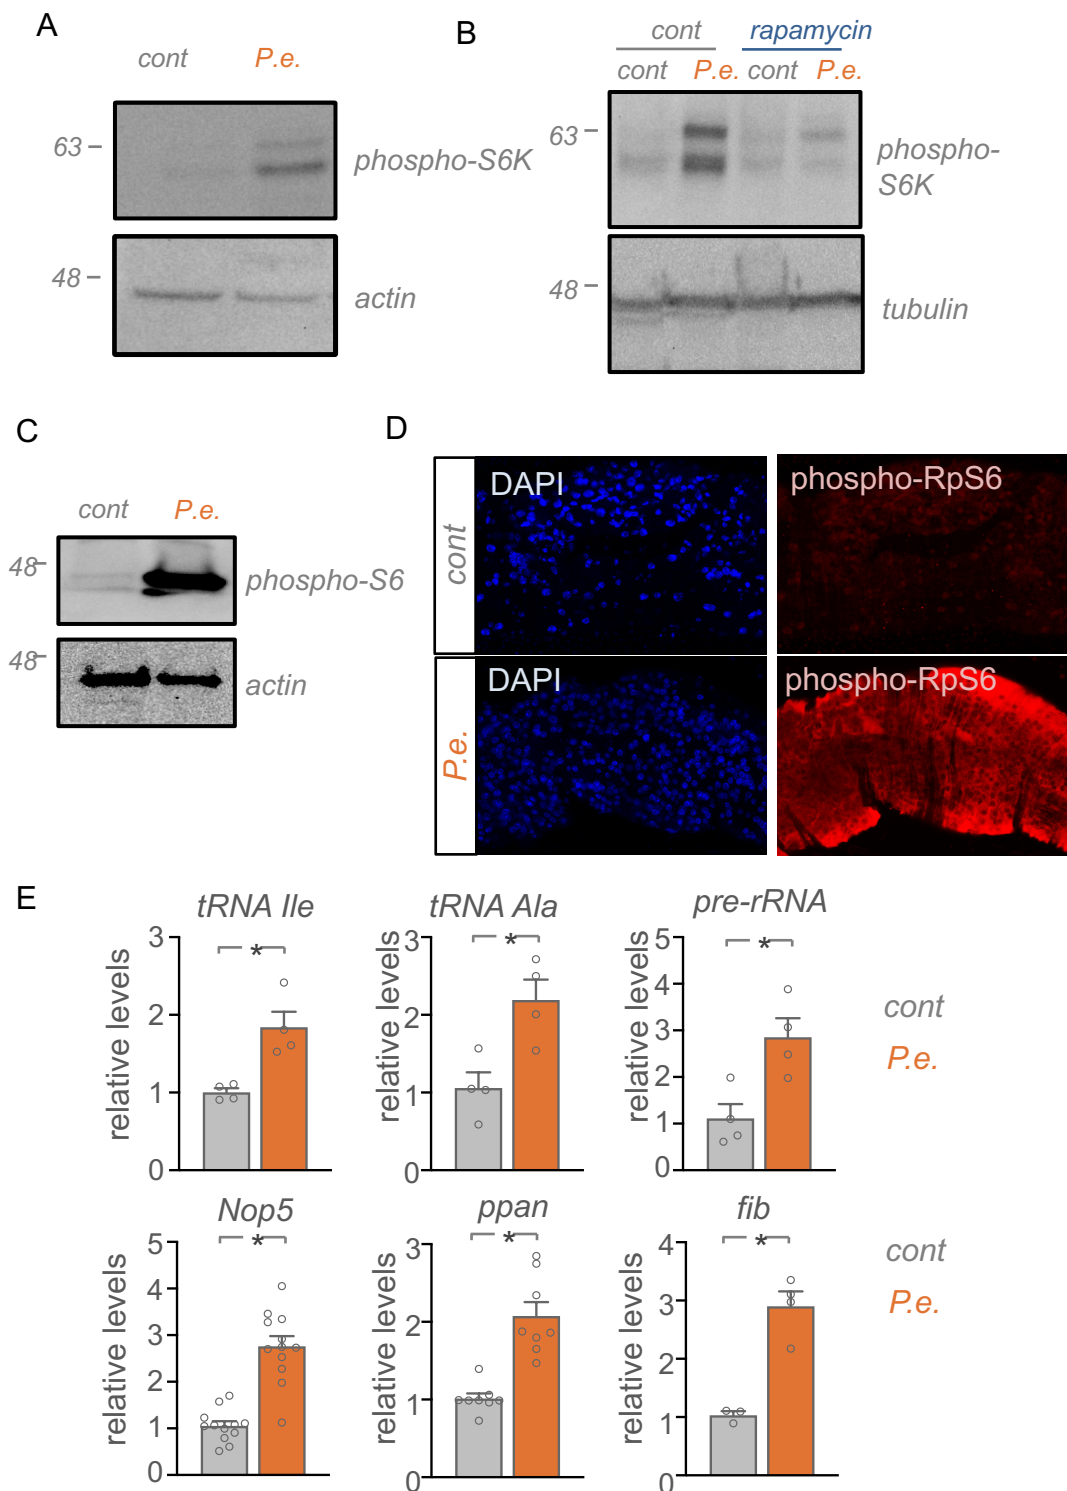 A
cont P.e.
63
phospho-S6K
48
actin
B
cont rapamycin
cont P.e. cont P.e.
63
phospho-
S6K
48
tubulin
C
cont P.e.
48
phospho-S6
48
actin
D
cont
DAPI
phospho-RpS6
P.e.
DAPI
phospho-RpS6
E
tRNA Ile
relative levels
3
2
1
0
*
tRNA Ala
relative levels
3
2
1
0
*
pre-rRNA
relative levels
5
4
3
2
1
0
*
cont
P.e.
Nop5
relative levels
5
4
3
2
1
0
*
ppan
relative levels
3
2
1
0
*
fib
relative levels
4
3
2
1
0
*
cont
P.e.